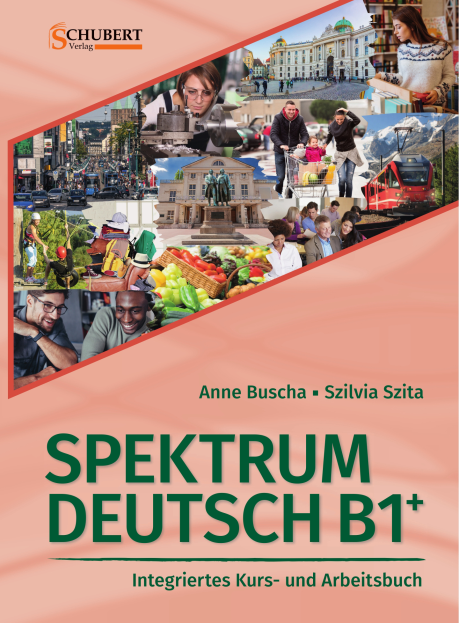 SCHUBERT
Verlag
Anne Buscha ▪ Szilvia Szita
SPEKTRUM
DEUTSCH B1+
Integriertes Kurs- und Arbeitsbuch